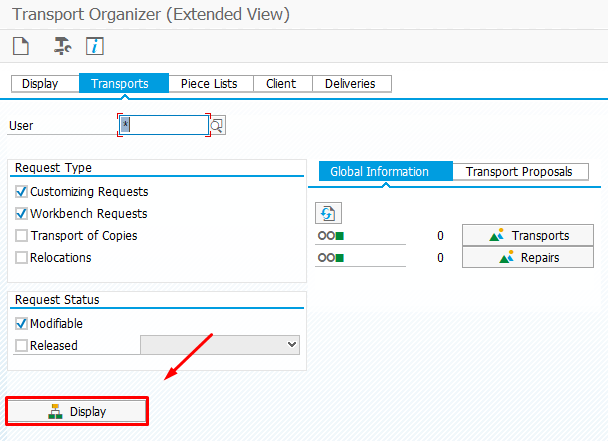 Transport Organizer (Extended View)
Display Transports Piece Lists Client Deliveries
User *
Request Type
Customizing Requests
Workbench Requests
Transport of Copies
Relocations
Global Information Transport Proposals
0 Transports
0 Repairs
Request Status
Modifiable
Released
Display